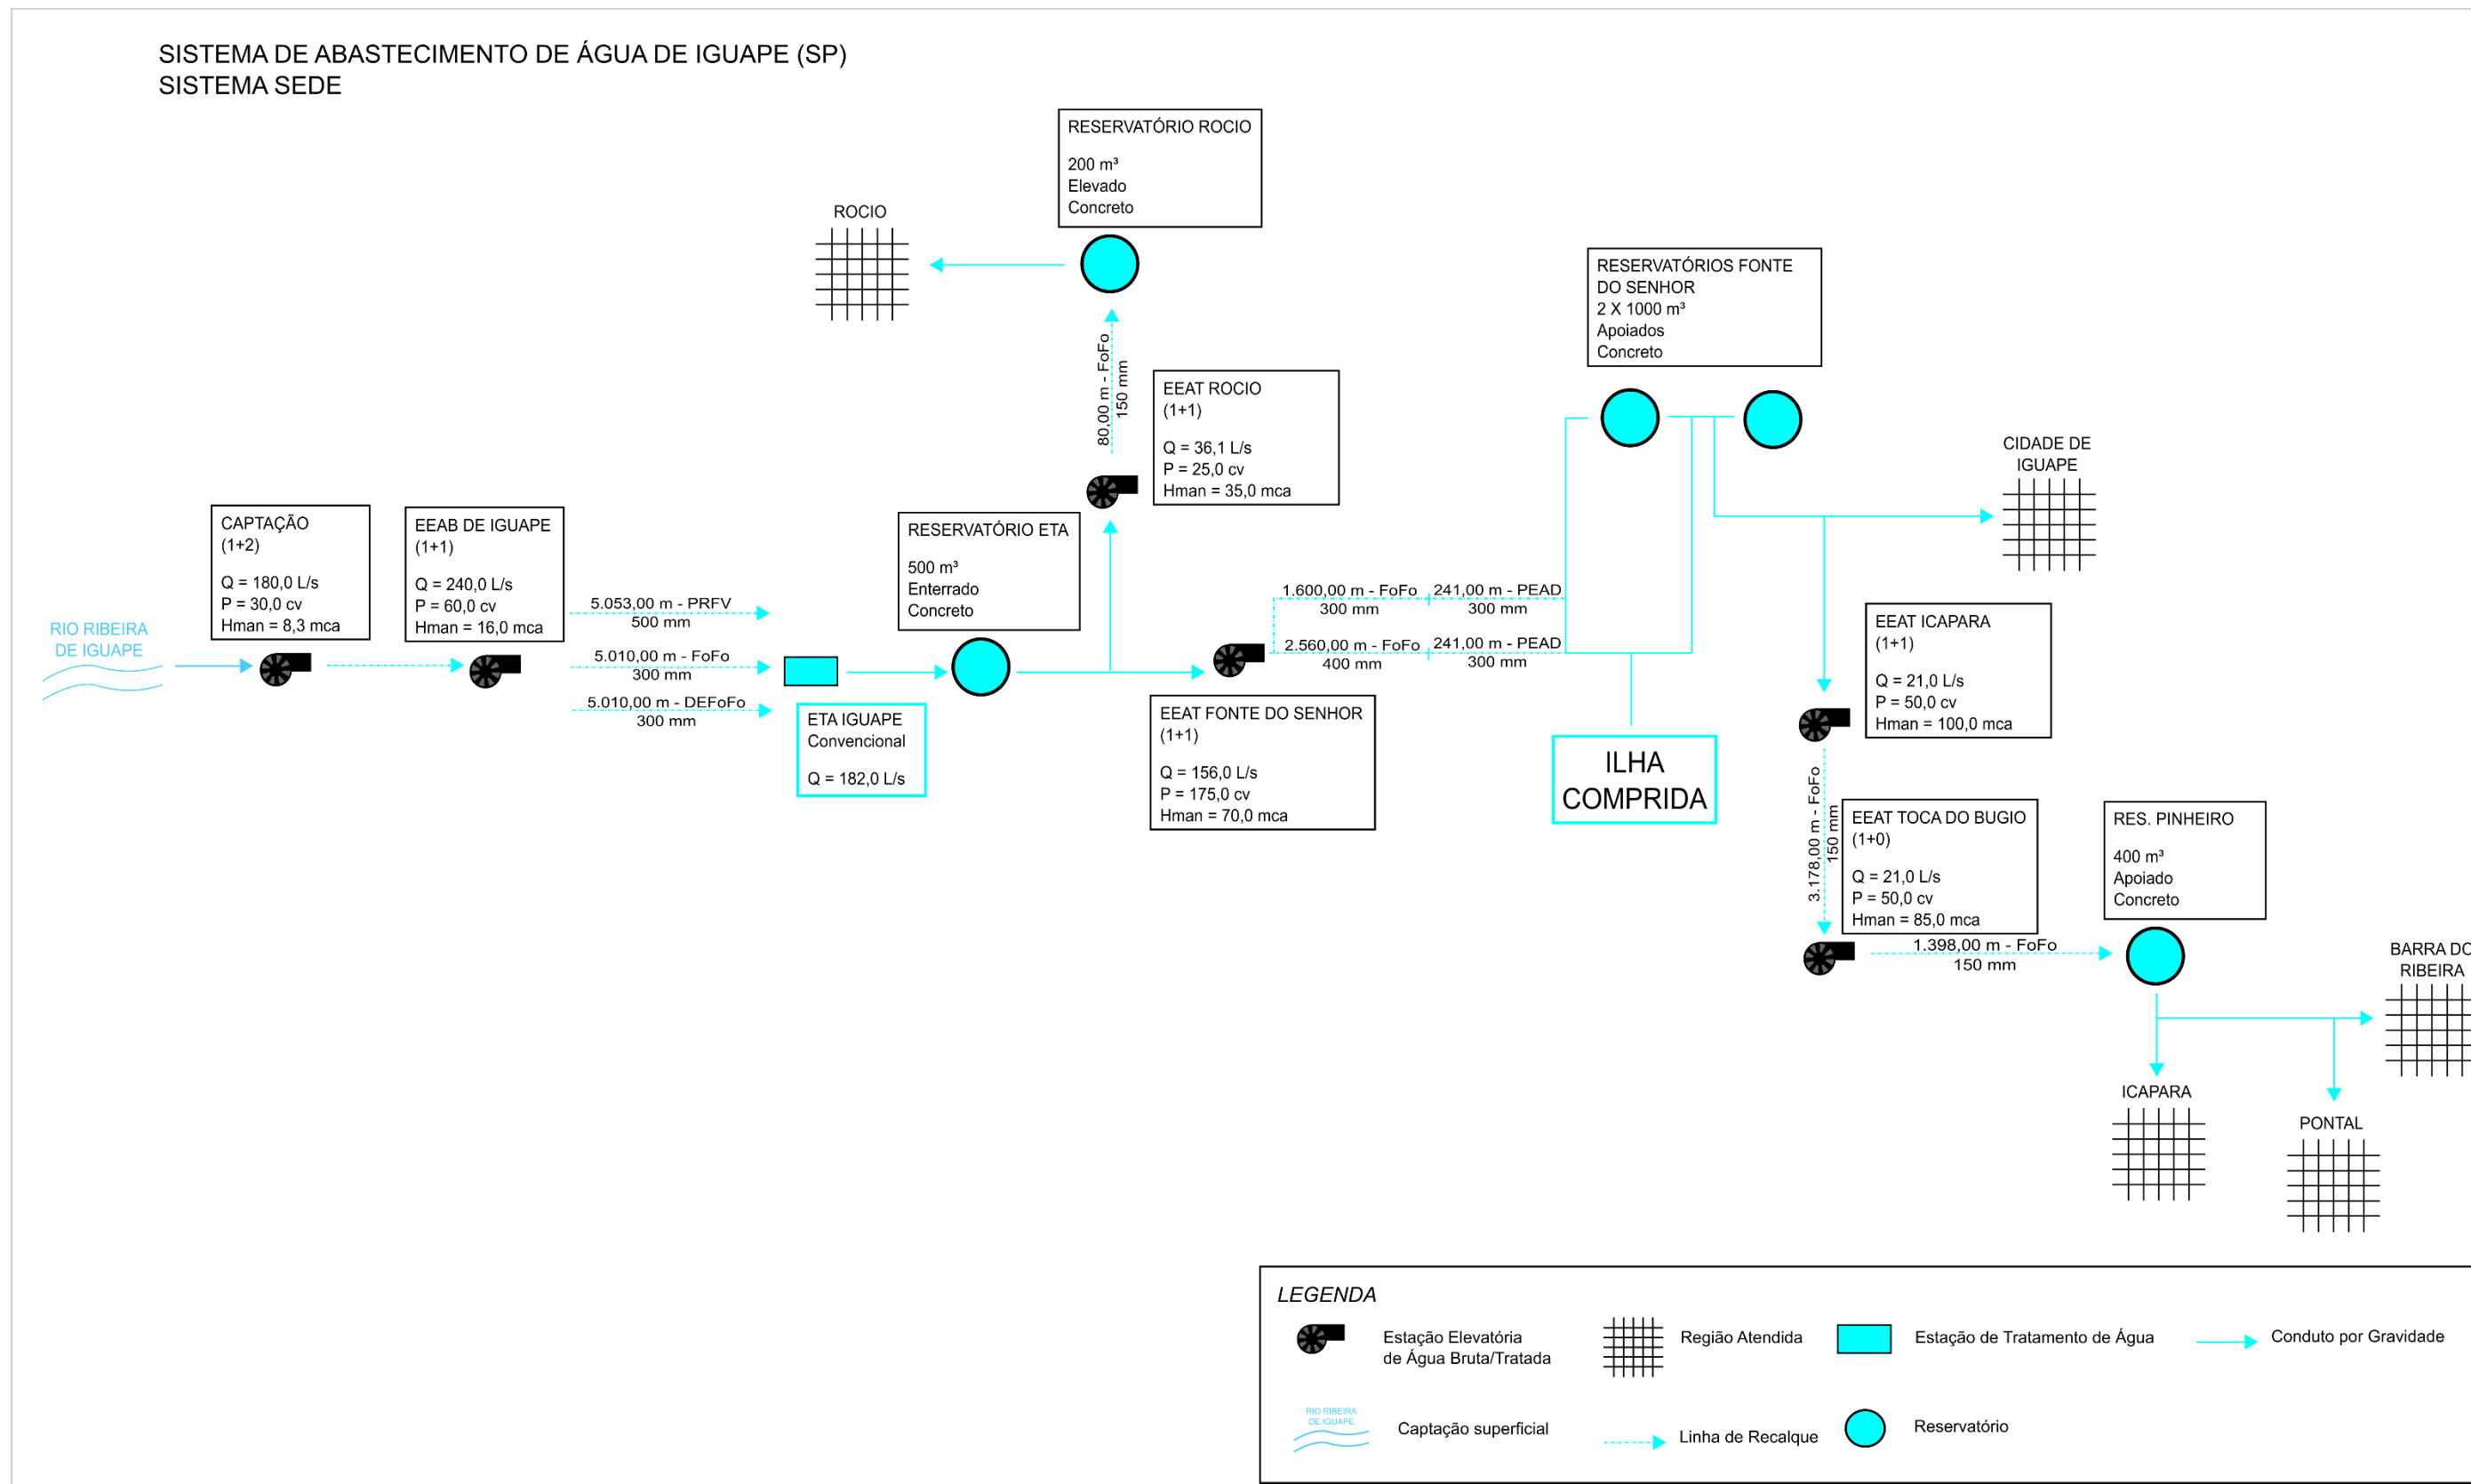 SISTEMA DE ABASTECIMENTO DE ÁGUA DE IGUAPE (SP)
SISTEMA SEDE
RESERVATÓRIO ROCIO
200 m³
Elevado
Concreto
ROCIO
80,00 m - FoFo
150 mm
EEAT ROCIO
(1+1)
Q = 36,1 L/s
P = 25,0 cv
Hman = 35,0 mca
RESERVATÓRIOS FONTE
DO SENHOR
2 X 1000 m³
Apoiados
Concreto
CIDADE DE
IGUAPE
RIO RIBEIRA
DE IGUAPE
CAPTAÇÃO
(1+2)
Q = 180,0 L/s
P = 30,0 cv
Hman = 8,3 mca
EEAB DE IGUAPE
(1+1)
Q = 240,0 L/s
P = 60,0 cv
Hman = 16,0 mca
5.053,00 m - PRFV
500 mm
5.010,00 m - FoFo
300 mm
5.010,00 m - DEFoFo
300 mm
ETA IGUAPE
Convencional
Q = 182,0 L/s
RESERVATÓRIO ETA
500 m³
Enterrado
Concreto
EEAT FONTE DO SENHOR
(1+1)
Q = 156,0 L/s
P = 175,0 cv
Hman = 70,0 mca
1.600,00 m - FoFo
300 mm
241,00 m - PEAD
300 mm
2.560,00 m - FoFo
400 mm
241,00 m - PEAD
300 mm
ILHA
COMPRIDA
EEAT ICAPARA
(1+1)
Q = 21,0 L/s
P = 50,0 cv
Hman = 100,0 mca
3.178,00 m - FoFo
150 mm
EEAT TOCA DO BUGIO
(1+0)
Q = 21,0 L/s
P = 50,0 cv
Hman = 85,0 mca
1.398,00 m - FoFo
150 mm
RES. PINHEIRO
400 m³
Apoiado
Concreto
BARRA DO
RIBEIRA
ICAPARA
PONTAL
LEGENDA
Estação Elevatória
de Água Bruta/Tratada
Região Atendida
Estação de Tratamento de Água
Conduto por Gravidade
RIO RIBEIRA
DE IGUAPE
Captação superficial
Linha de Recalque
Reservatório